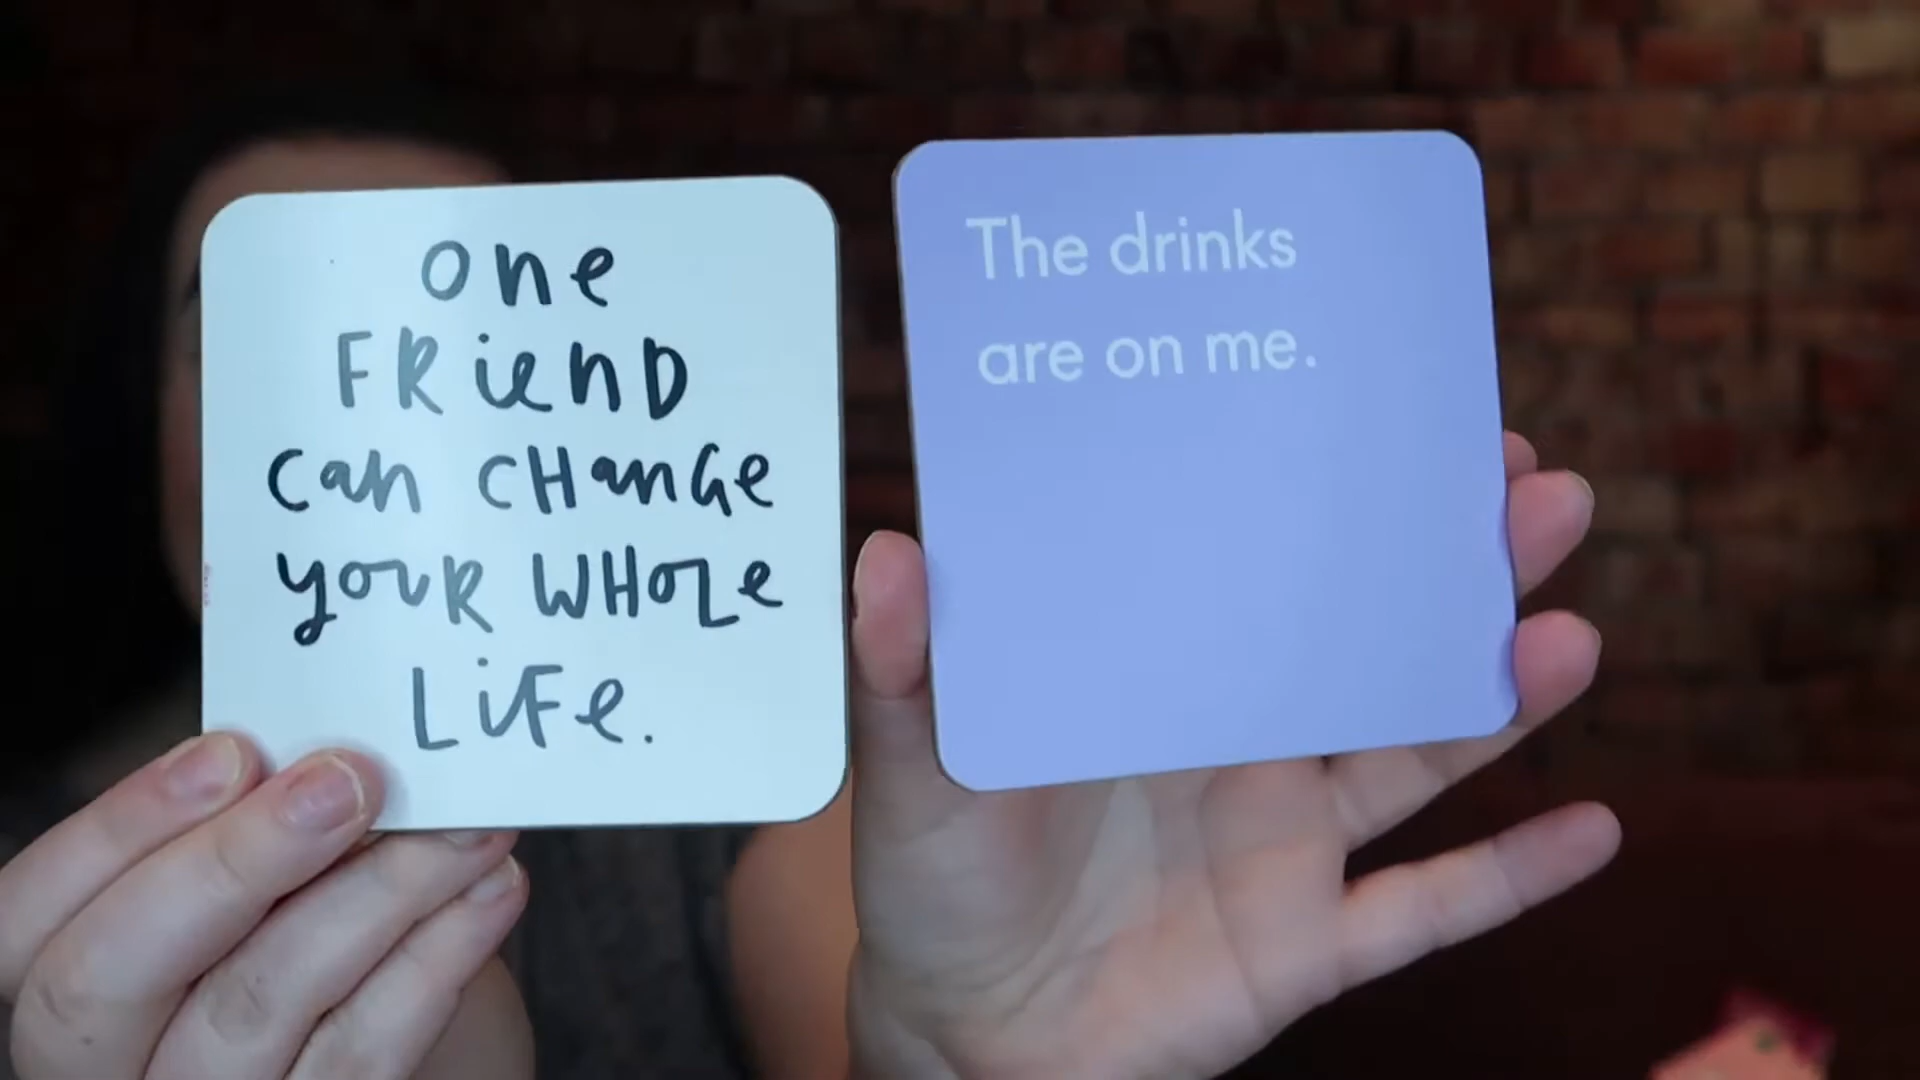 one
FRienD
can CHanGe
youR WHoLe
LiFe.
The drinks
are on me.